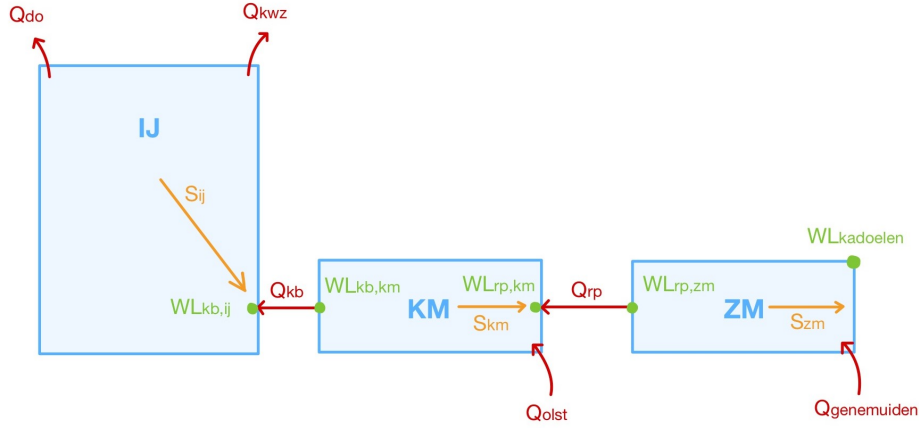 Qdo
Qkwz
IJ
Sij
WLkadoelen
WLkb,ij
Qkb
WLkb,km
WLrp,km
Qrp
WLrp,zm
KM
Skm
ZM
Szm
Qolst
Qgenemuiden